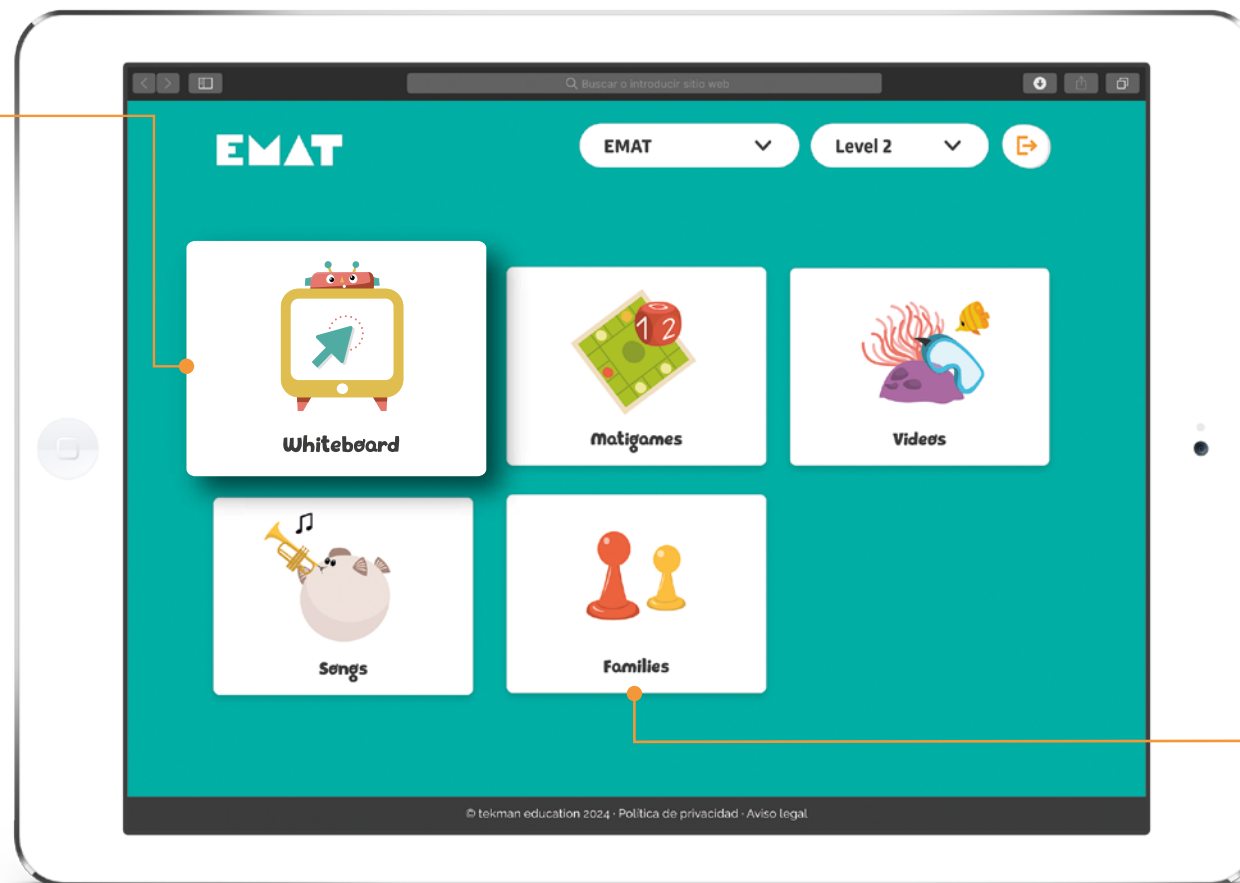 Buscar o introducir sitio web
EMAT
EMAT
Level 2
1 2
Whiteboard
Matigames
Videos
Songs
Families
© tekman education 2024 · Política de privacidad · Aviso legal